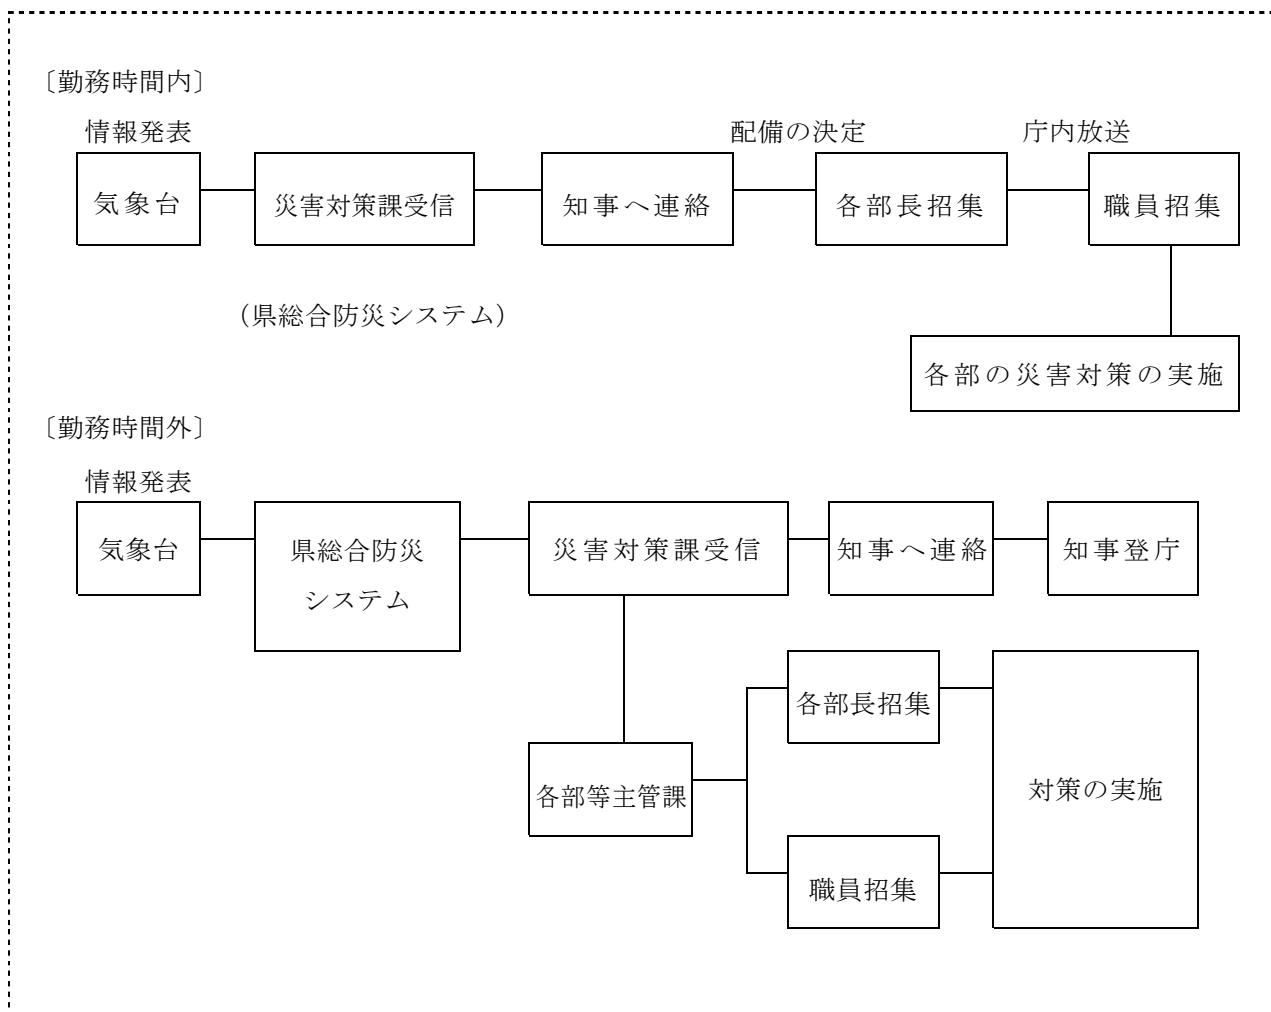 〔勤務時間内〕
情報発表
配備の決定
庁内放送
気象台
災害対策課受信
知事へ連絡
各部長招集
職員招集
（県総合防災システム）
各部の災害対策の実施
〔勤務時間外〕
情報発表
気象台
県総合防災
システム
災害対策課受信
知事へ連絡
知事登庁
各部長招集
各部等主管課
対策の実施
職員招集